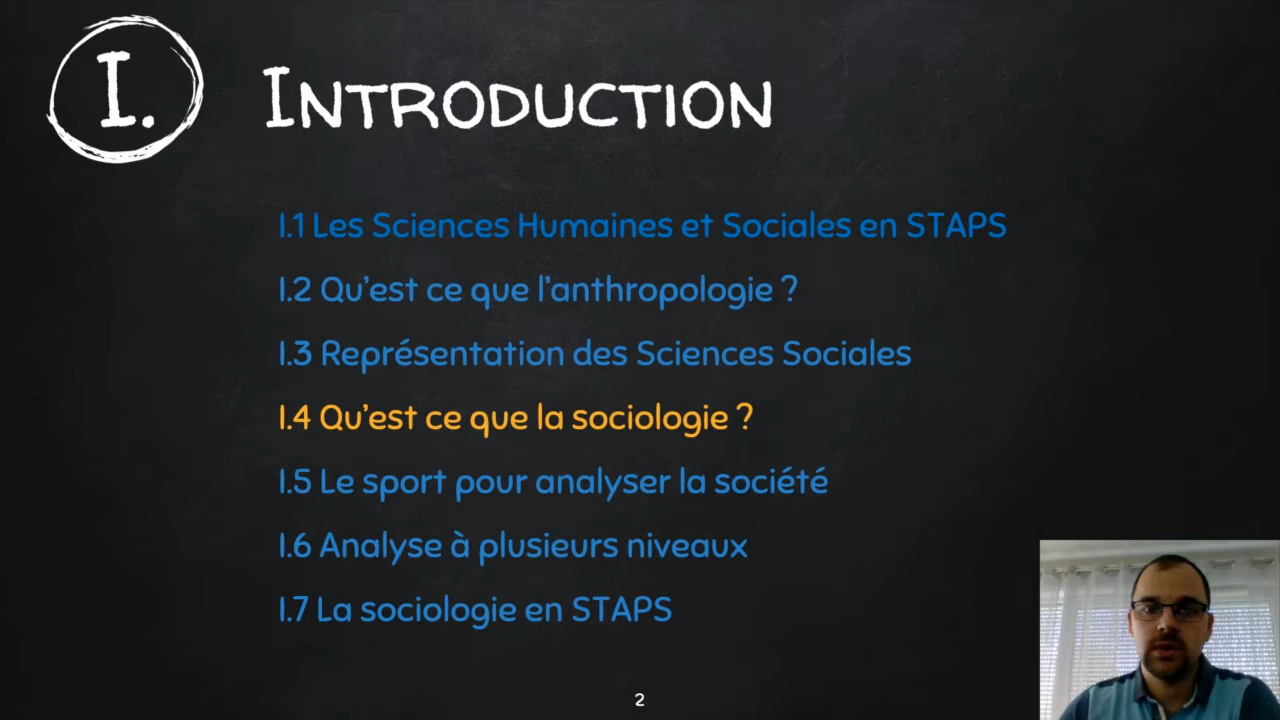 I. INTRODUCTION
I.1 Les Sciences Humaines et Sociales en STAPS
I.2 Qu'est ce que l'anthropologie ?
I.3 Représentation des Sciences Sociales
I.4 Qu'est ce que la sociologie ?
I.5 Le sport pour analyser la société
I.6 Analyse à plusieurs niveaux
I.7 La sociologie en STAPS
2